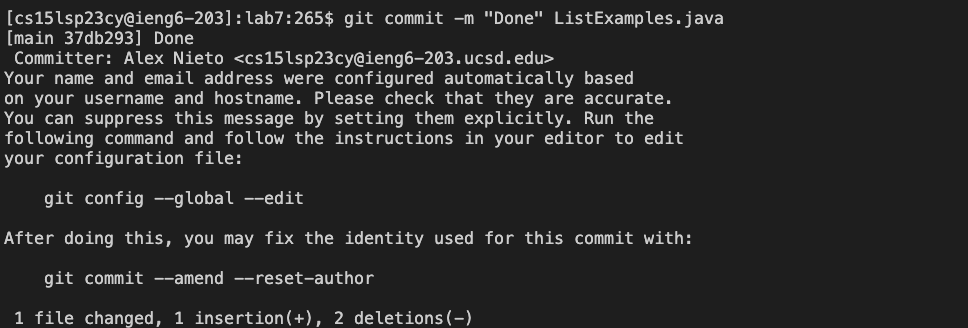 [cs15lsp23cy@ieng6-203]:lab7:265$ git commit -m "Done" ListExamples.java
[main 37db293] Done
 Committer: Alex Nieto <cs15lsp23cy@ieng6-203.ucsd.edu>
Your name and email address were configured automatically based
on your username and hostname. Please check that they are accurate.
You can suppress this message by setting them explicitly. Run the
following command and follow the instructions in your editor to edit
your configuration file:

    git config --global --edit

After doing this, you may fix the identity used for this commit with:

    git commit --amend --reset-author

 1 file changed, 1 insertion(+), 2 deletions(-)